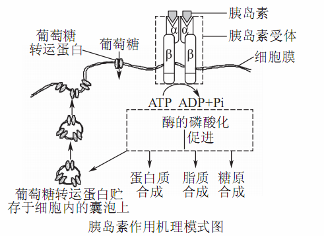 胰岛素
胰岛素受体
细胞膜
葡萄糖
转运蛋白
葡萄糖
α α
β β
ATP ADP+Pi
酶的磷酸化
促进
蛋白质
合成
脂质
合成
糖原
合成
葡萄糖转运蛋白贮
存于细胞内的囊泡上
胰岛素作用机理模式图